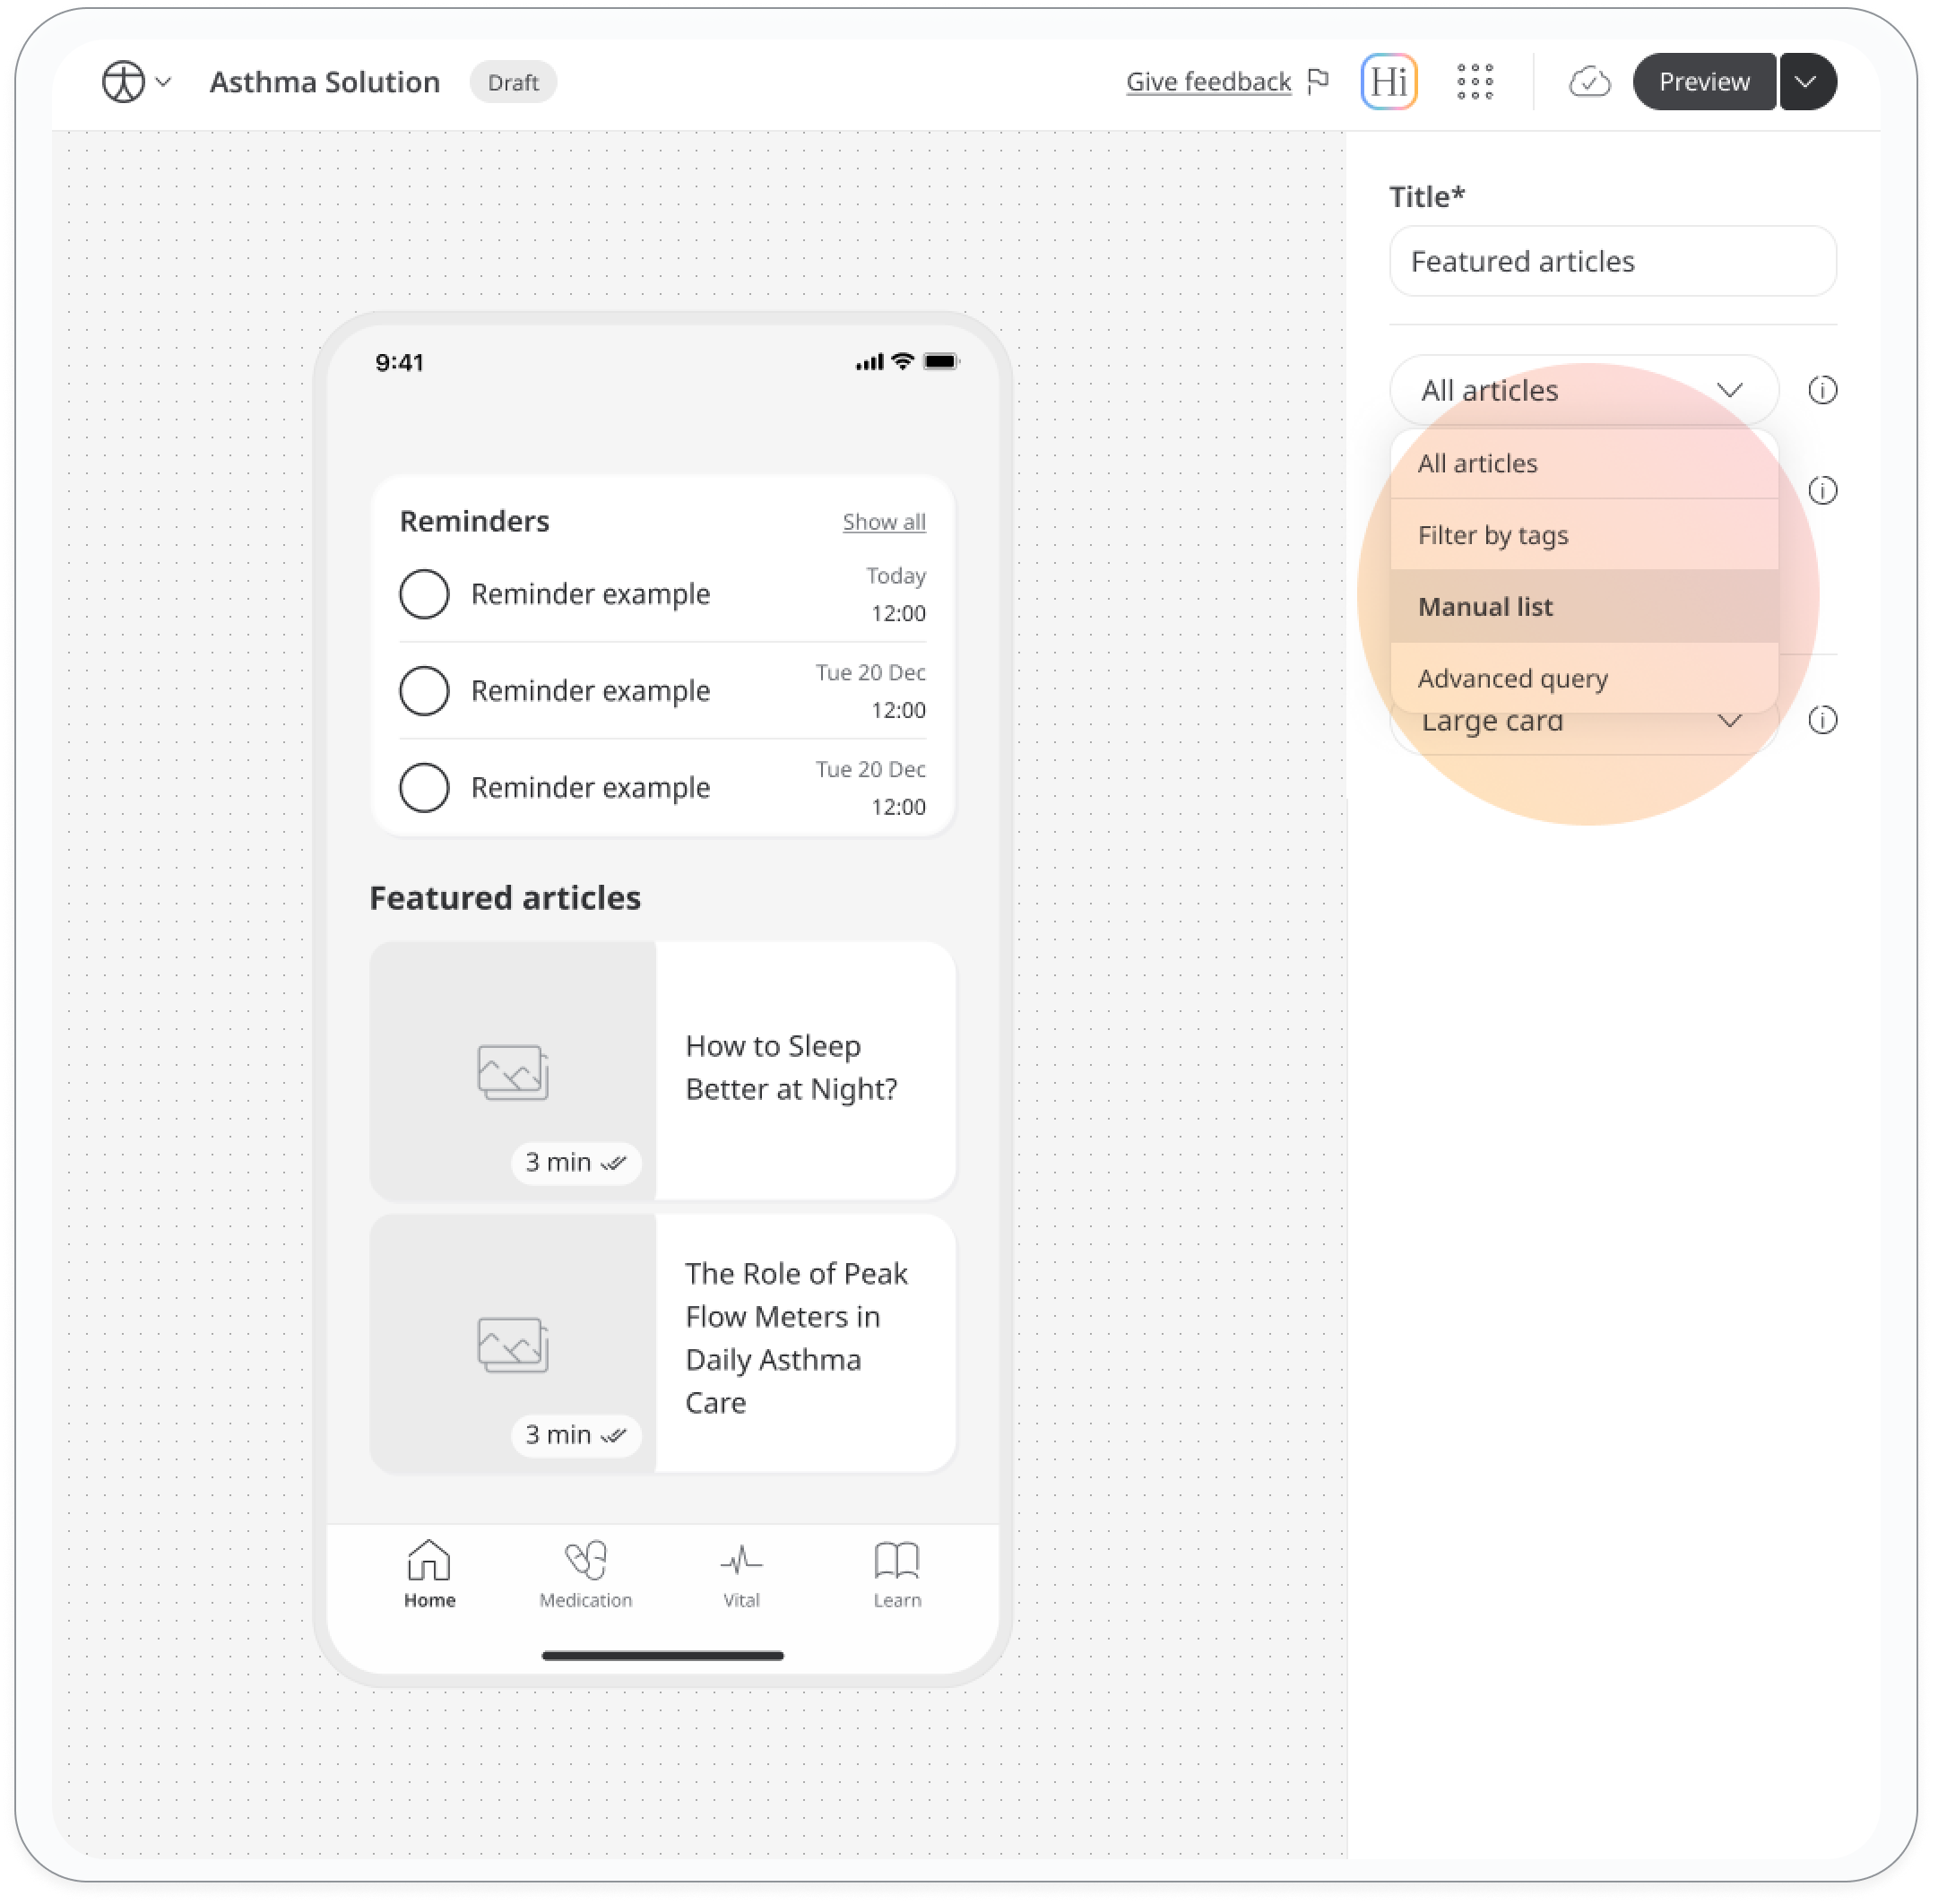 Asthma Solution
Draft
Give feedback
Hi
Preview
Title*
Featured articles
All articles
All articles
Filter by tags
Manual list
Advanced query
Large card
9:41
Reminders
Show all
Reminder example
Today
12:00
Reminder example
Tue 20 Dec
12:00
Reminder example
Tue 20 Dec
12:00
Featured articles
How to Sleep
Better at Night?
3 min
The Role of Peak
Flow Meters in
Daily Asthma
Care
3 min
Home
Medication
Vital
Learn